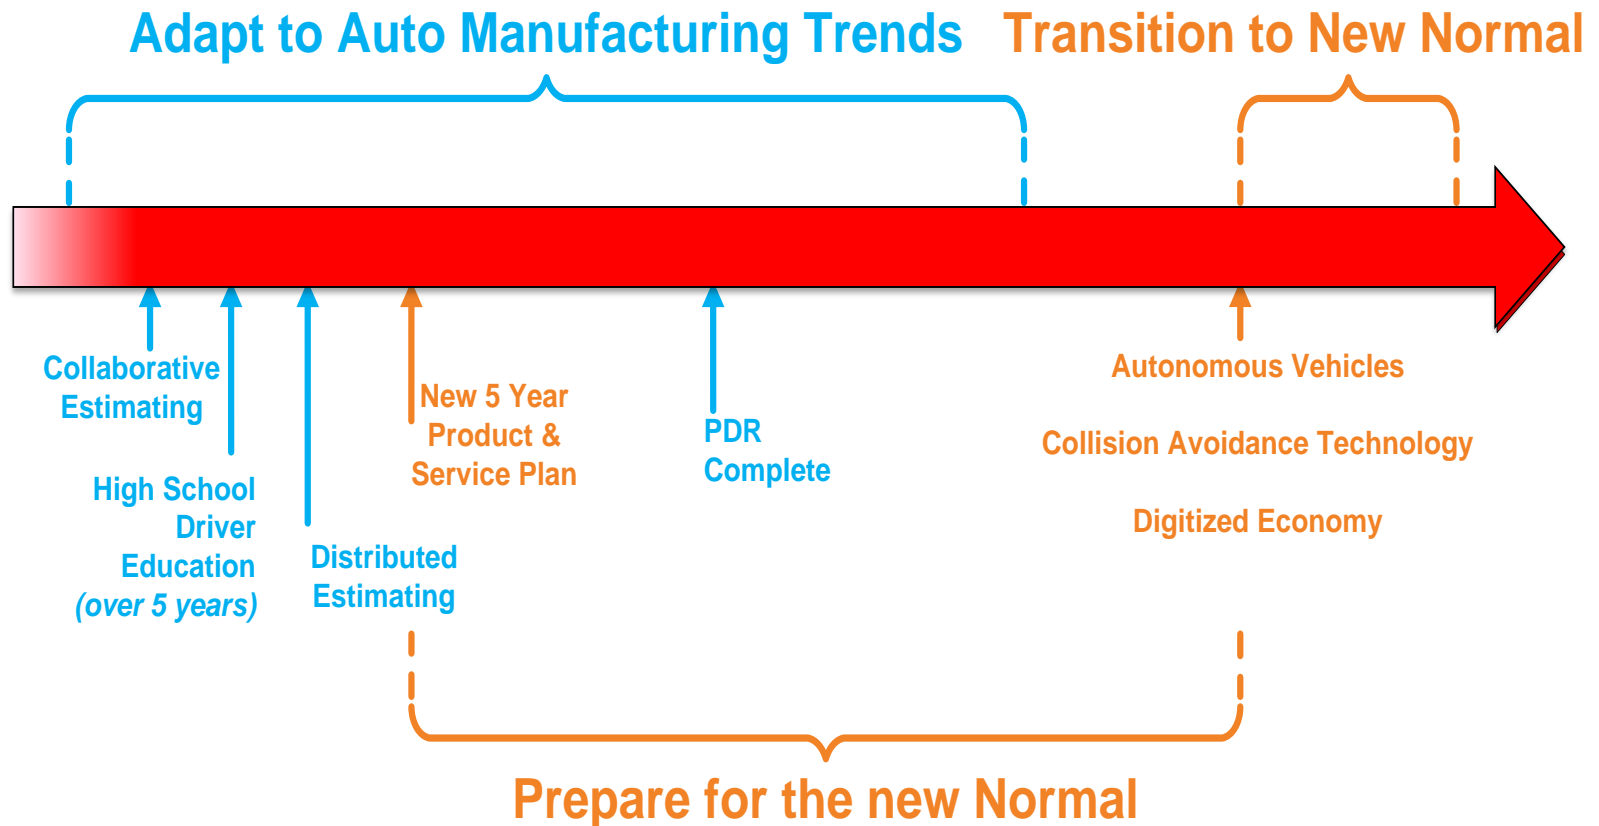 Adapt to Auto Manufacturing Trends
Transition to New Normal
Collaborative
Estimating
High School
Driver
Education
(over 5 years)
Distributed
Estimating
New 5 Year
Product &
Service Plan
PDR
Complete
Autonomous Vehicles
Collision Avoidance Technology
Digitized Economy
Prepare for the new Normal